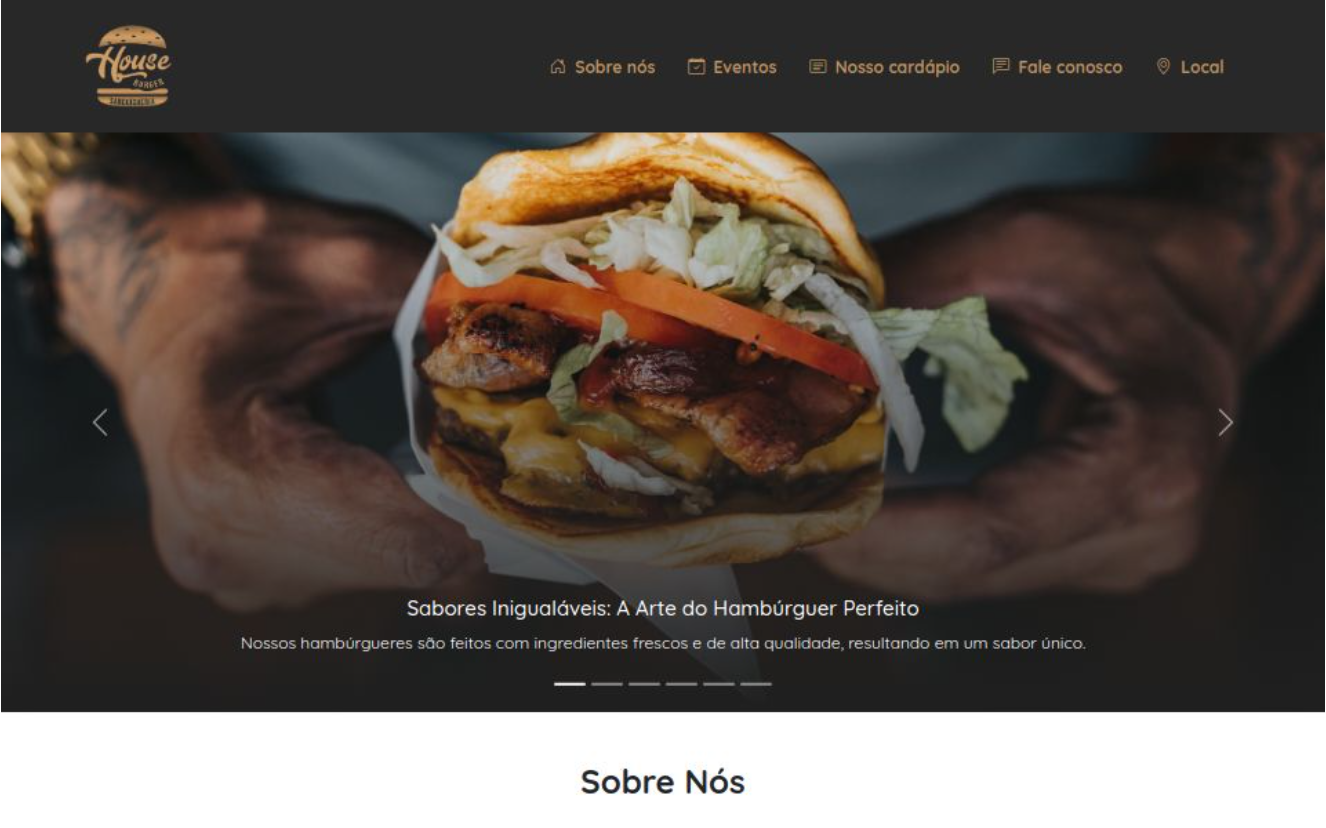 House
BURGER
HAMBURGUERIA
Sobre nós
Eventos
Nosso cardápio
Fale conosco
Local
Sabores Inigualáveis: A Arte do Hambúrguer Perfeito
Nossos hambúrgueres são feitos com ingredientes frescos e de alta qualidade, resultando em um sabor único.
Sobre Nós